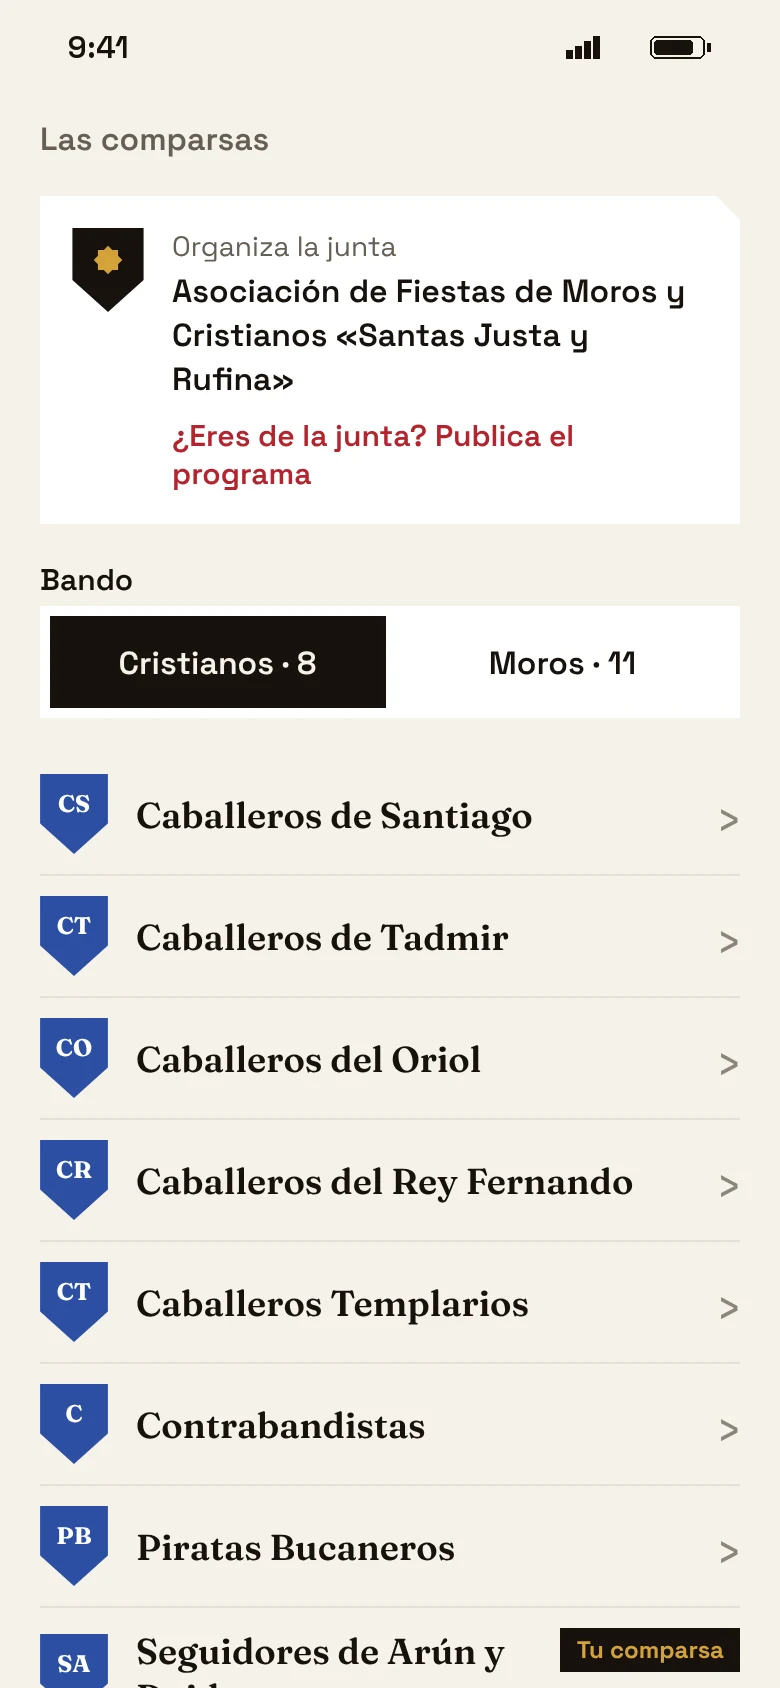 9:41
Las comparsas
Organiza la junta
Asociación de Fiestas de Moros y
Cristianos «Santas Justa y
Rufina»
¿Eres de la junta? Publica el
programa
Bando
Cristianos · 8
Moros · 11
CS
Caballeros de Santiago
>
CT
Caballeros de Tadmir
>
CO
Caballeros del Oriol
>
CR
Caballeros del Rey Fernando
>
CT
Caballeros Templarios
>
C
Contrabandistas
>
PB
Piratas Bucaneros
>
SA
Seguidores de Arún y
Tu comparsa